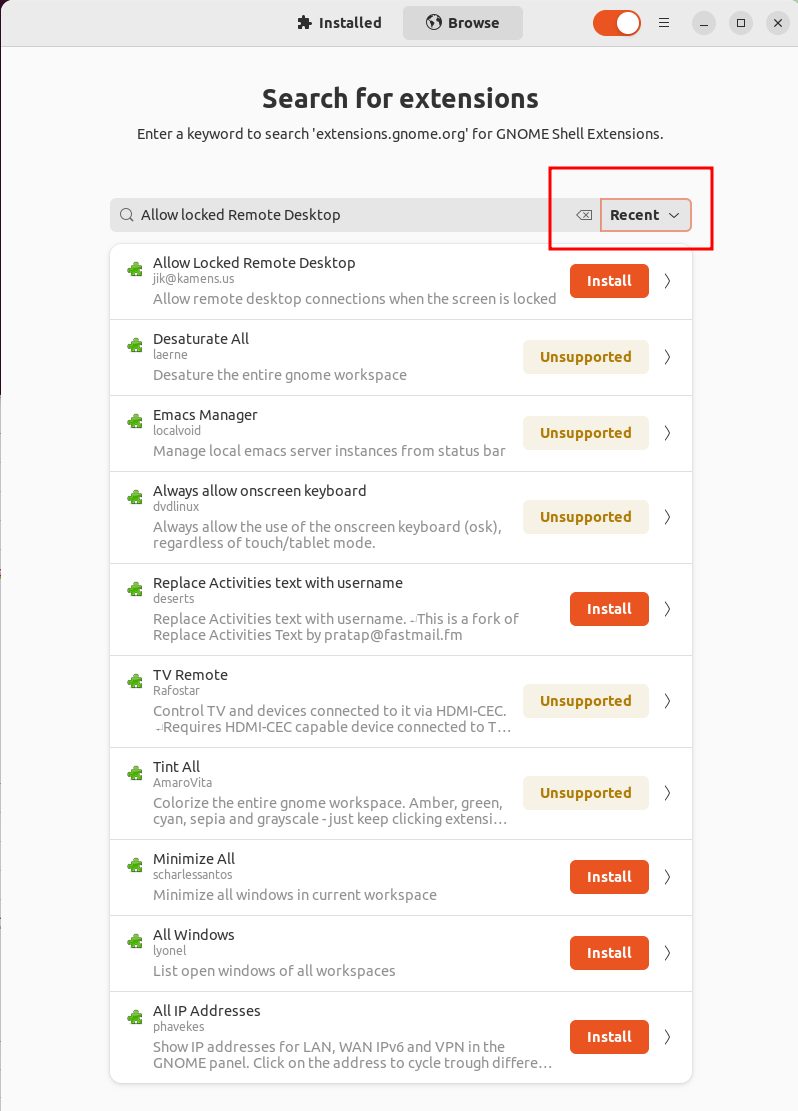 Installed
Browse
Search for extensions
Enter a keyword to search 'extensions.gnome.org' for GNOME Shell Extensions.
Allow locked Remote Desktop
Recent
Allow Locked Remote Desktop
jik@kamens.us
Allow remote desktop connections when the screen is locked
Install
Desaturate All
laerne
Desature the entire gnome workspace
Unsupported
Emacs Manager
localvoid
Manage local emacs server instances from status bar
Unsupported
Always allow onscreen keyboard
dvdlinux
Always allow the use of the onscreen keyboard (osk),
regardless of touch/tablet mode.
Unsupported
Replace Activities text with username
deserts
Replace Activities text with username. ↵This is a fork of
Replace Activities Text by pratap@fastmail.fm
Install
TV Remote
Rafostar
Control TV and devices connected to it via HDMI-CEC.
↵Requires HDMI-CEC capable device connected to T…
Unsupported
Tint All
AmaroVita
Colorize the entire gnome workspace. Amber, green,
cyan, sepia and grayscale - just keep clicking extensi…
Unsupported
Minimize All
scharlessantos
Minimize all windows in current workspace
Install
All Windows
lyonel
List open windows of all workspaces
Install
All IP Addresses
phavekes
Show IP addresses for LAN, WAN IPv6 and VPN in the
GNOME panel. Click on the address to cycle trough differe…
Install